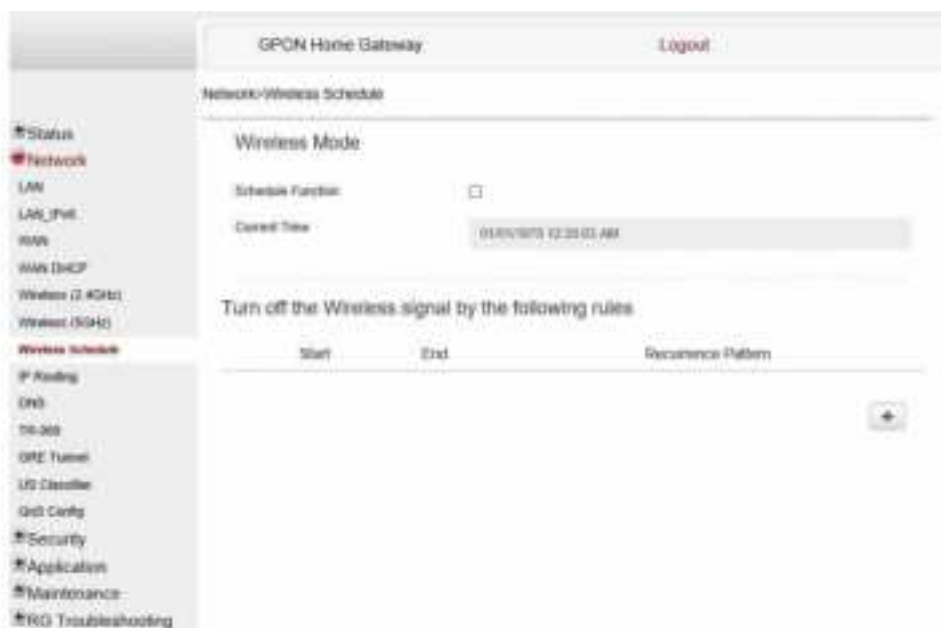 GPON Home Gateway
Logout
Network>Wireless Schedule
Status
Network
LAN
LAN_IPv6
WAN
WAN DHCP
Wireless (2.4GHz)
Wireless (5GHz)
Wireless Schedule
IP Routing
DNS
TR-069
GRE Tunnel
US Classifier
QoS Config
Security
Application
Maintenance
RG Troubleshooting
Wireless Mode
Schedule Function
Current Time
AM
Turn off the Wireless signal by the following rules
Start End Recurrence Pattern
+